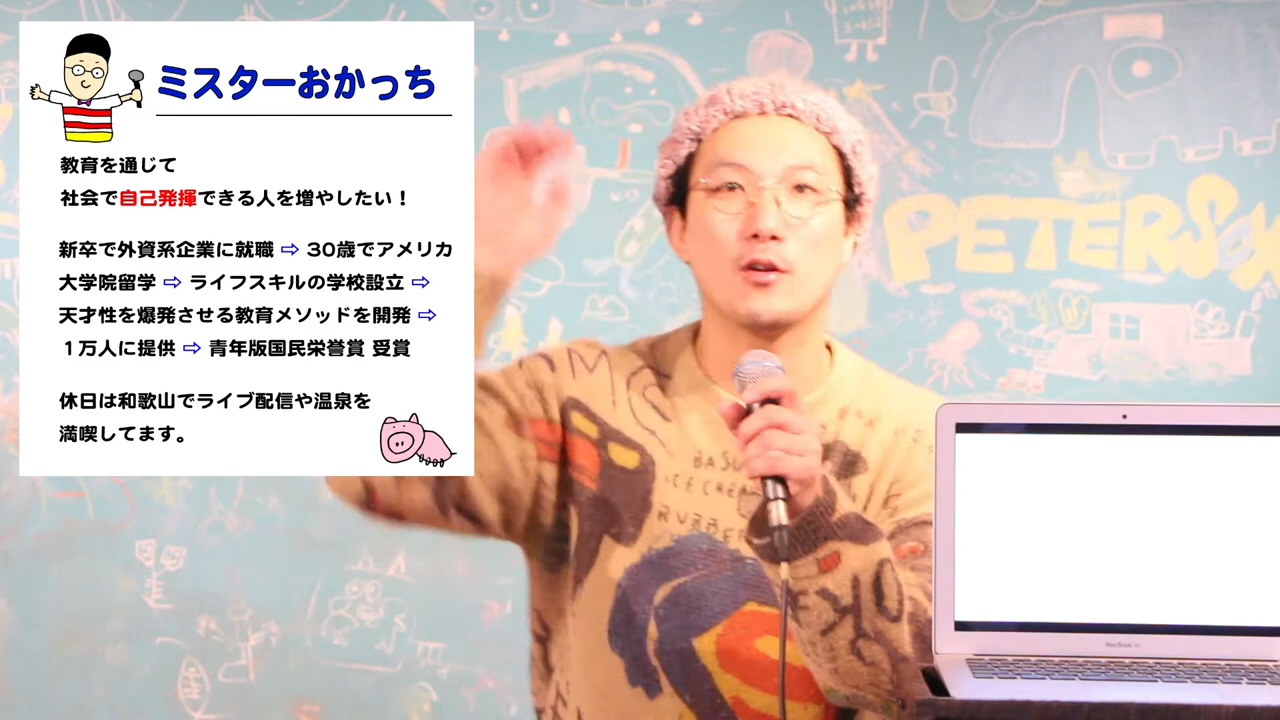 ミスターおかっち
教育を通じて
社会で自己発揮できる人を増やしたい！
新卒で外資系企業に就職 ⇨ 30歳でアメリカ
大学院留学 ⇨ ライフスキルの学校設立 ⇨
天才性を爆発させる教育メソッドを開発 ⇨
1万人に提供 ⇨ 青年版国民栄誉賞 受賞
休日は和歌山でライブ配信や温泉を
満喫してます。
PETERSOX
ICE CREA
RUBBER
MacBook Air